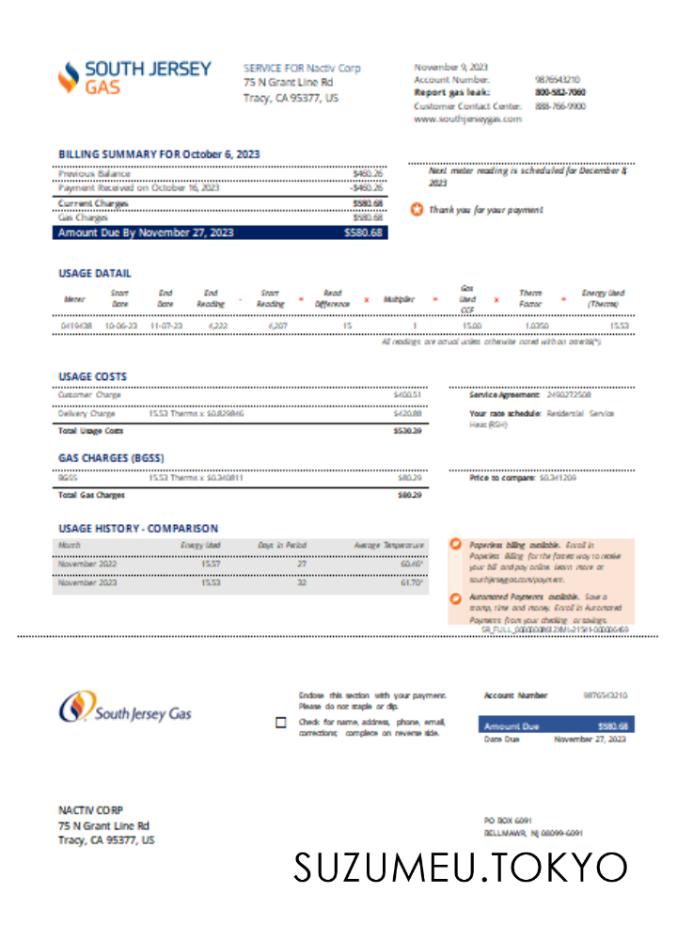 SOUTH JERSEY
GAS
SERVICE FOR Nactiv Corp
75 N Grant Line Rd
Tracy, CA 95377, US
November 9, 2023
Account Number. 9876543210
Report gas leak: 800-582-7060
Customer Contact Center. 888-766-9900
www.southjerseygas.com
BILLING SUMMARY FOR October 6, 2023
Previous Balance $460.26
Payment Received on October 16, 2023 -$460.26
Current Charges $580.68
Gas Charges $580.68
Amount Due By November 27, 2023 $580.68
Next meter reading is scheduled for December 8,
2023
Thank you for your payment
USAGE DATAIL
Meter Start Date End Date End Reading - Start Reading = Read Difference x Multiplier = Gas Used CCF x Therm Factor = Energy Used (Therms)
0419438 10-06-23 11-07-23 4,222 4,207 15 1 15.00 1.0350 15.53
All readings are actual unless otherwise noted with an asterisk(*).
USAGE COSTS
Customer Charge
Delivery Charge 15.53 Therms x $0.829846 $420.88
Total Usage Costs
Service Agreement: 2490272508
Your rate schedule: Residential Service
Heat (RSH)
GAS CHARGES (BGSS)
BGSS 15.53 Therms x $0.340811 $80.29
Total Gas Charges $80.29
Price to compare: $0.341209
USAGE HISTORY - COMPARISON
Month Energy Used Days in Period Average Temperature
November 2022 15.57 27 60.40°
November 2023 15.53 32 61.70°
Paperless billing available. Enroll in
Paperless Billing for the fastest way to receive
your bill and pay online. Learn more at
southjerseygas.com/payment.
Automated Payments available. Save a
stamp, time and money. Enroll in Automated
Payments from your checking or savings.
South Jersey Gas
Enclose this section with your payment.
Please do not staple or clip.
Check for name, address, phone, email,
corrections; complete on reverse side.
Account Number 9876543210
Amount Due $580.68
Date Due November 27, 2023
NACTIV CORP
75 N Grant Line Rd
Tracy, CA 95377, US
PO BOX 6091
BELLMAWR, NJ 08099-6091
SUZUMEU.TOKYO